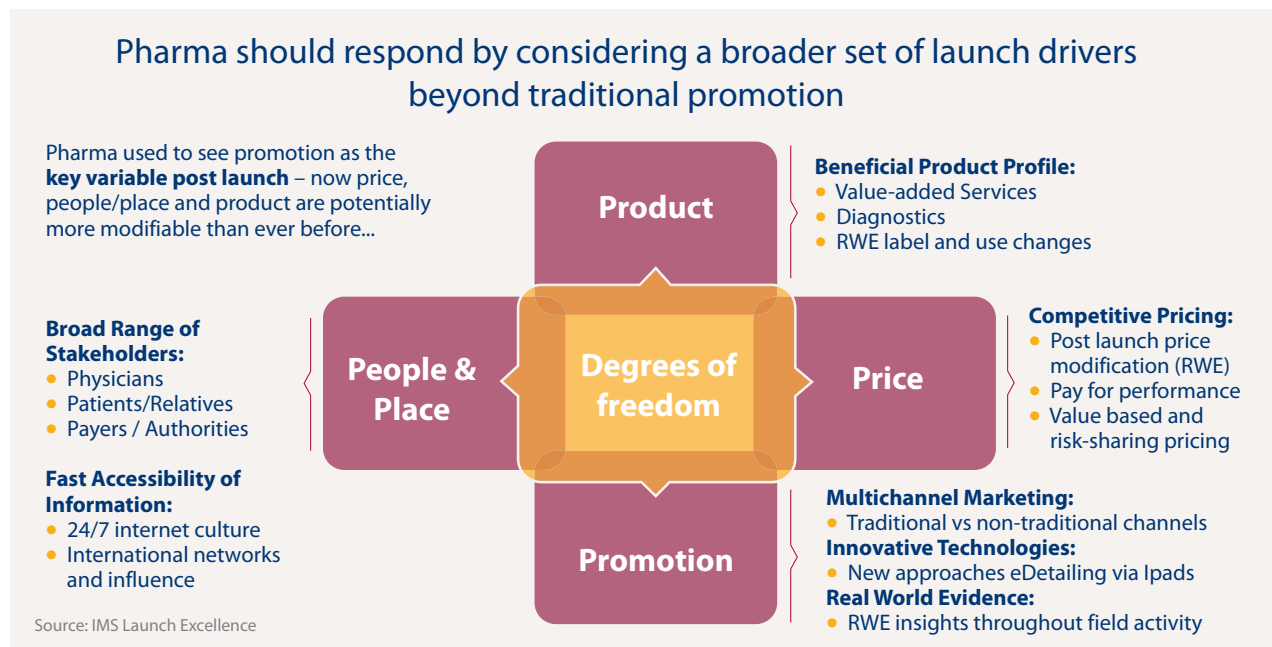 Pharma should respond by considering a broader set of launch drivers
beyond traditional promotion
Pharma used to see promotion as the
key variable post launch – now price,
people/place and product are potentially
more modifiable than ever before...
Product
Beneficial Product Profile:
Value-added Services
Diagnostics
RWE label and use changes
Broad Range of
Stakeholders:
Physicians
Patients/Relatives
Payers / Authorities
People &
Place
Degrees of
freedom
Price
Competitive Pricing:
Post launch price
modification (RWE)
Pay for performance
Value based and
risk-sharing pricing
Fast Accessibility of
Information:
24/7 internet culture
International networks
and influence
Promotion
Multichannel Marketing:
Traditional vs non-traditional channels
Innovative Technologies:
New approaches eDetailing via Ipads
Real World Evidence:
RWE insights throughout field activity
Source: IMS Launch Excellence